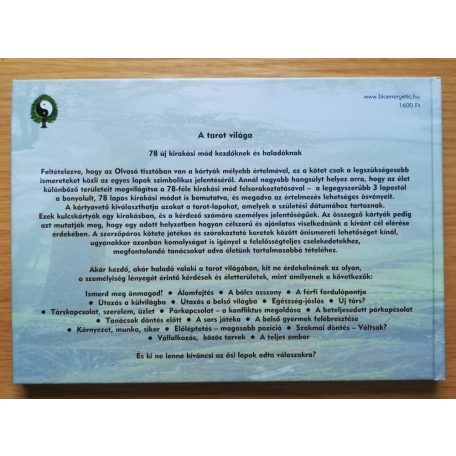 www.bioenergetic.hu
1600 Ft
A tarot világa
78 új kirakási mód kezdőknek és haladóknak
Feltételezve, hogy az Olvasó tisztában van a kártyák mélyebb értelmével, ez a kötet csak a legszükségesebb
ismereteket közli az egyes lapok szimbolikus jelentéséről. Annál nagyobb hangsúlyt helyez arra, hogy az élet
különböző területeit megvilágítsa a 78-féle kirakási mód felsorakoztatásával – a legegyszerűbb 3 lapostól
a bonyolult, 78 lapos kirakási módot is bemutatva, és megadva az értelmezés lehetséges ösvényeit.
A kártyavető kiválaszthatja azokat a tarot-lapokat, amelyek a születési dátumához tartoznak.
Ezek kulcskártyák egy kirakásban, és a kérdező számára személyes jelentőségűek. Az összegző kártyák pedig
azt mutatják meg, hogy egy adott helyzetben hogyan célszerű és ajánlatos viselkednünk a kívánt cél elérése
érdekében. A szerzőpáros kötete játékos és szórakoztató keretek között önismereti lehetőséget kínál,
ugyanakkor azonban komolyságot is igényel a felelősségteljes cselekedetekhez,
megfontolandó tanácsokat adva életünk tartalmasabbá tételéhez.
Akár kezdő, akár haladó valaki a tarot világában, kit ne érdekelnének az olyan,
a személyiség lényegét érintő kérdések és életterületek, mint amilyenek a következők:
Ismerd meg önmagad! • Álomfejtés • A bölcs asszony • A férfi fordulópontja
• Utazás a külvilágba • Utazás a belső világba • Egészség-jóslás • Új társ?
• Társkapcsolat, szerelem, üzlet • Párkapcsolat – a konfliktus megoldása • A beteljesedett párkapcsolat
• Tanácsok döntés előtt • A sors játéka • A belső gyermek felébresztése
• Környezet, munka, siker • Előléptetés – magasabb pozíció • Szakmai döntés – Váltsak?
• Vállalkozás, közös tervek • A teljes ember
És ki ne lenne kíváncsi az ősi lapok adta válaszokra?